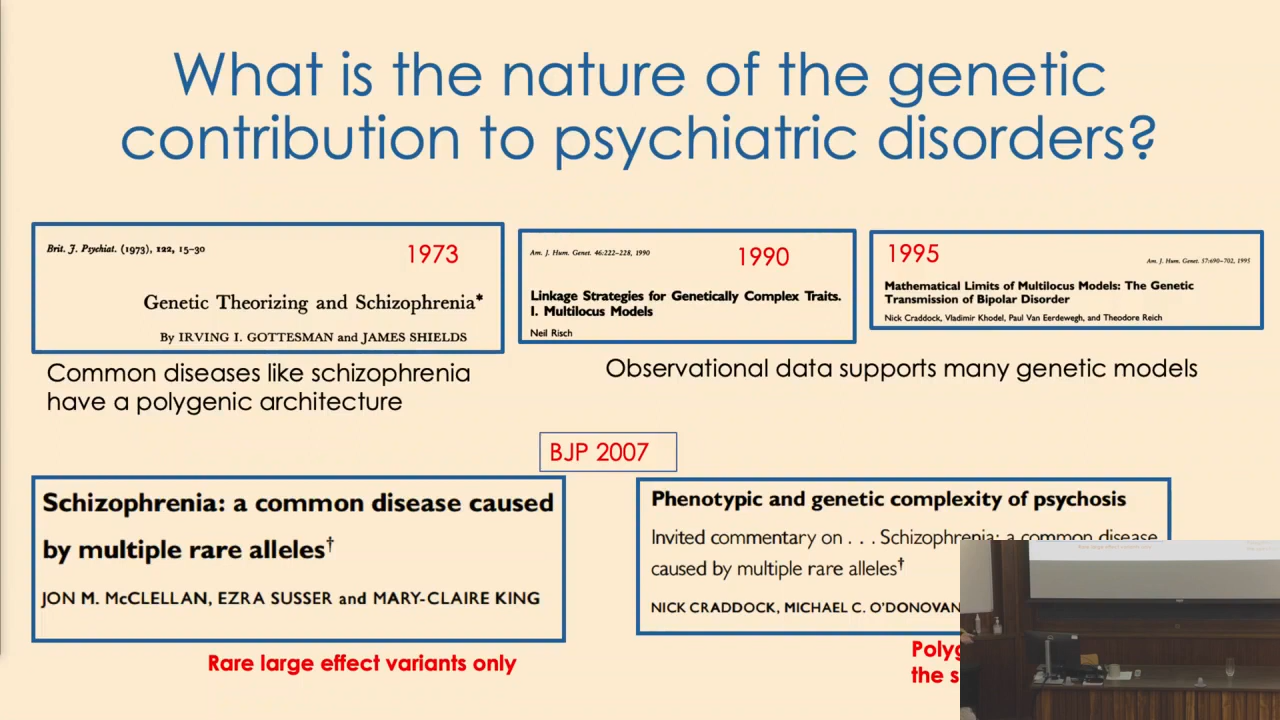 What is the nature of the genetic
contribution to psychiatric disorders?
Brit. J. Psychiat. (1973), 122, 15–30
1973
Genetic Theorizing and Schizophrenia*
By IRVING I. GOTTESMAN and JAMES SHIELDS
Common diseases like schizophrenia
have a polygenic architecture
Am. J. Hum. Genet. 46:222–228, 1990
1990
Linkage Strategies for Genetically Complex Traits.
I. Multilocus Models
Neil Risch
1995
Am. J. Hum. Genet. 57:690–702, 1995
Mathematical Limits of Multilocus Models: The Genetic
Transmission of Bipolar Disorder
Nick Craddock, Vladimir Khodel, Paul Van Eerdewegh, and Theodore Reich
Observational data supports many genetic models
BJP 2007
Schizophrenia: a common disease caused
by multiple rare alleles†
JON M. McCLELLAN, EZRA SUSSER and MARY-CLAIRE KING
Rare large effect variants only
Phenotypic and genetic complexity of psychosis
Invited commentary on . . . Schizophrenia: a common disease
caused by multiple rare alleles†
NICK CRADDOCK, MICHAEL C. O'DONOVAN
Polyg
the s